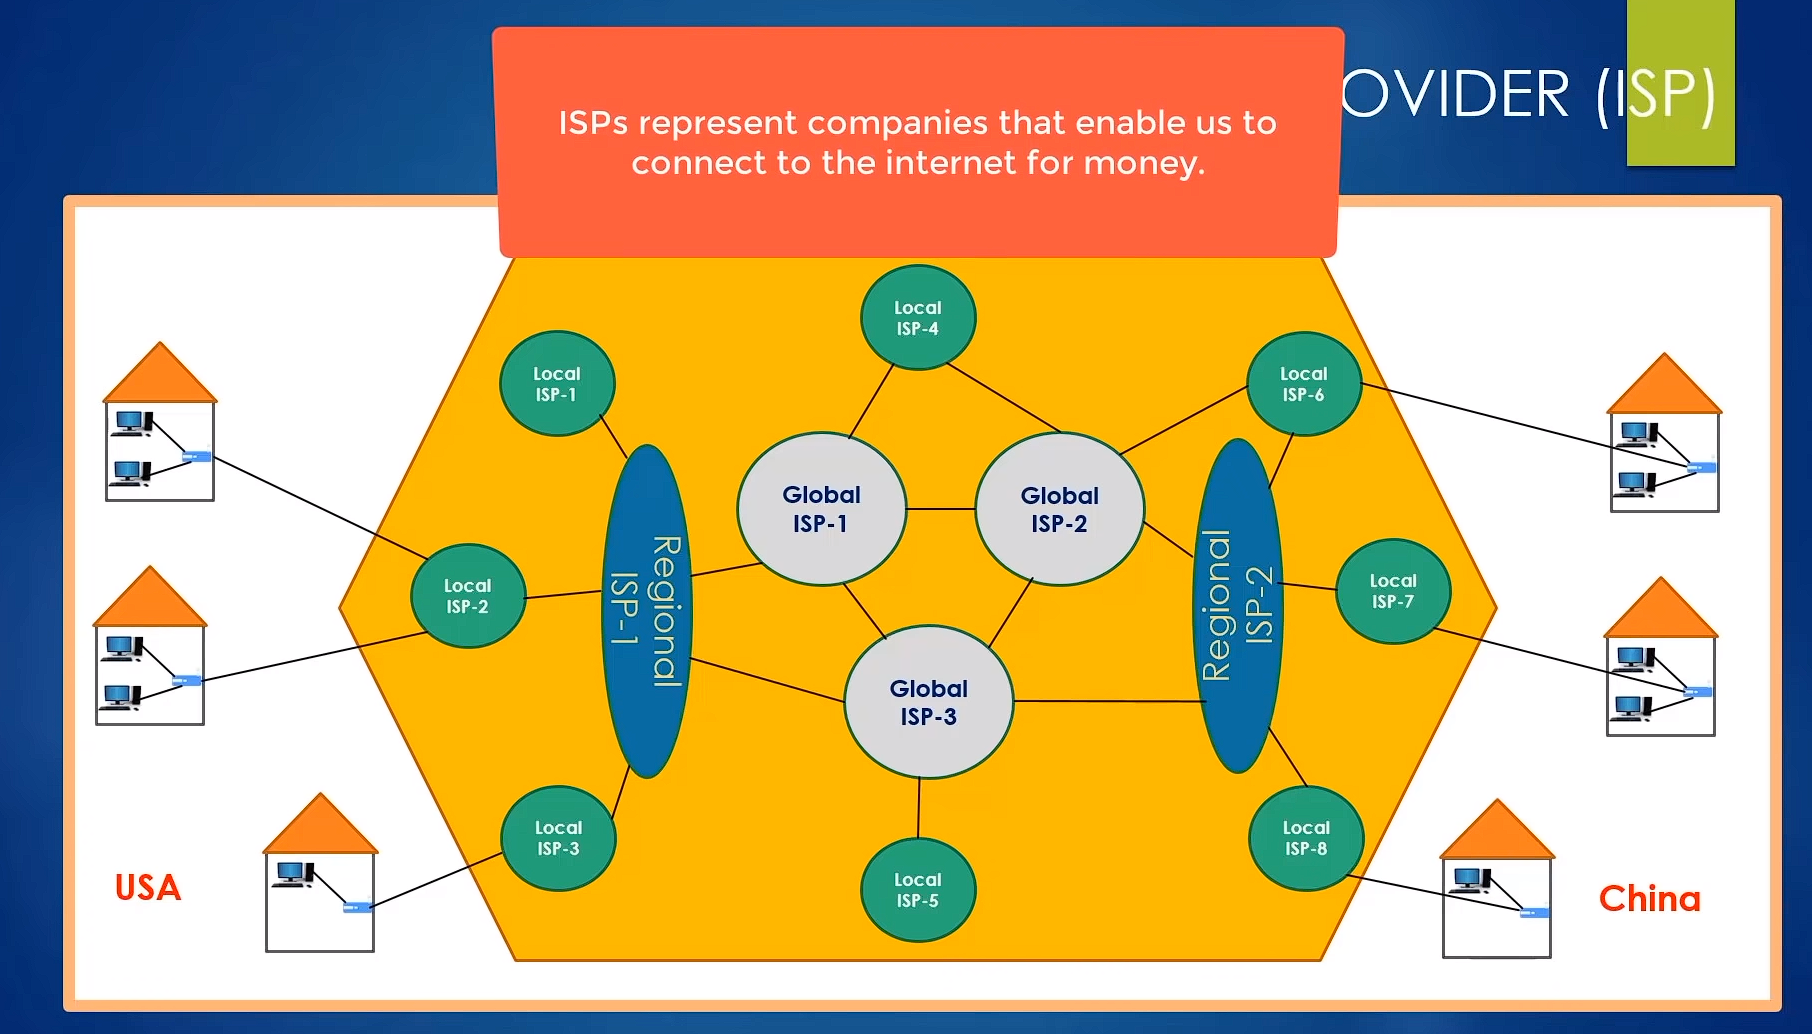 ISPs represent companies that enable us to
connect to the internet for money.
OVIDER (ISP)
Local
ISP-4
Local
ISP-1
Local
ISP-6
Global
ISP-1
Global
ISP-2
Local
ISP-2
Regional
ISP-1
Regional
ISP-2
Local
ISP-7
Global
ISP-3
Local
ISP-3
Local
ISP-8
Local
ISP-5
USA
China